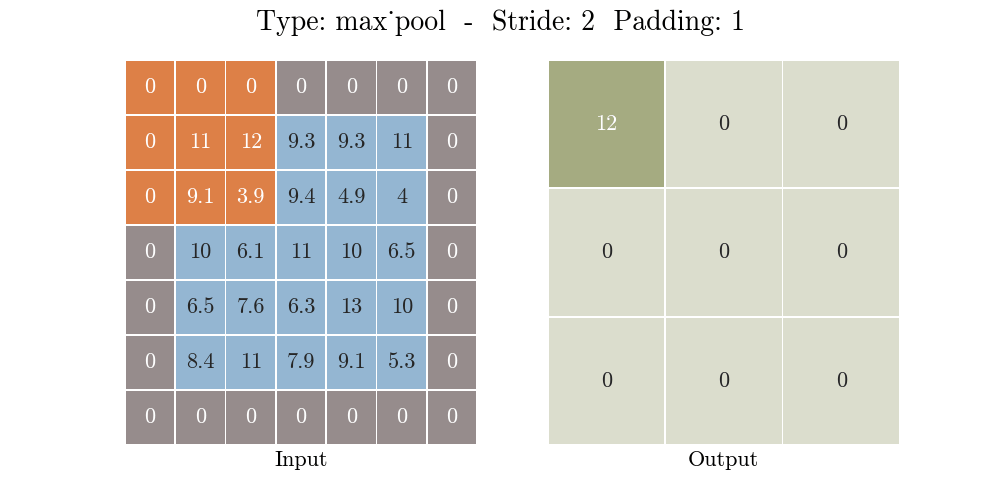 Type: max˙pool - Stride: 2 Padding: 1
0 0 0 0 0 0 0
0 11 12 9.3 9.3 11 0
0 9.1 3.9 9.4 4.9 4 0
0 10 6.1 11 10 6.5 0
0 6.5 7.6 6.3 13 10 0
0 8.4 11 7.9 9.1 5.3 0
0 0 0 0 0 0 0
Input
12 0 0
0 0 0
0 0 0
Output